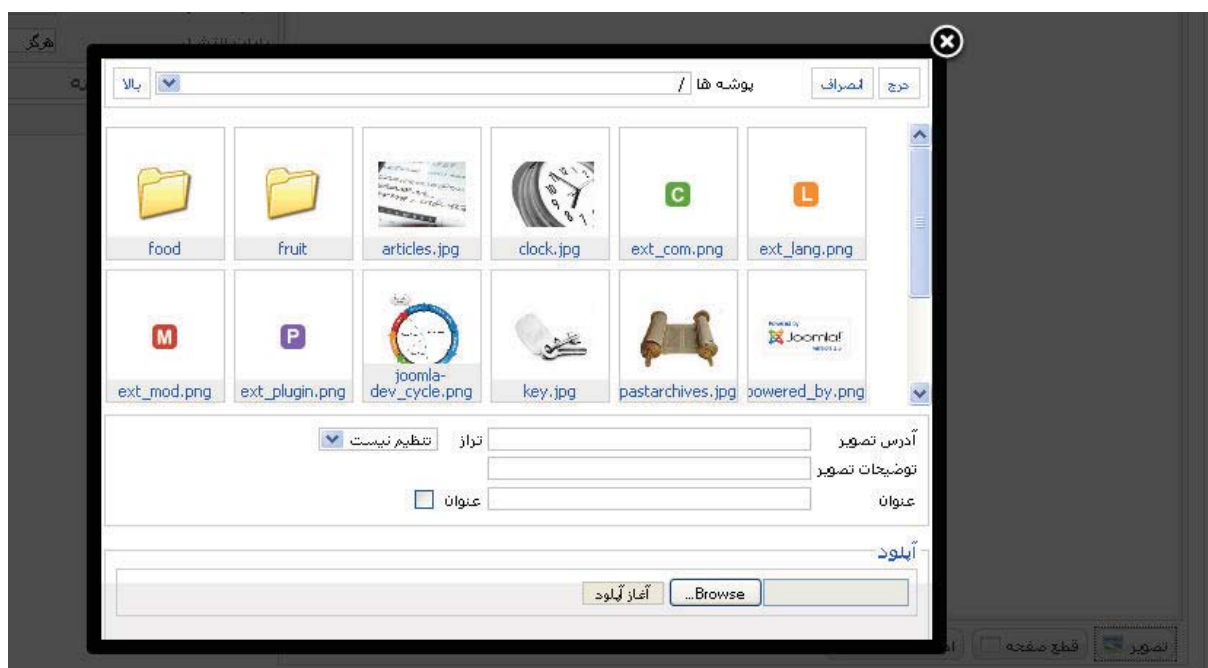 هرگز
درج انصراف پوشه ها / بالا
food fruit articles.jpg clock.jpg ext_com.png ext_lang.png
M P Joomla!
ext_mod.png ext_plugin.png joomla-dev_cycle.png key.jpg pastarchives.jpg powered_by.png
آدرس تصویر تراز تنظیم نیست
توضیحات تصویر
عنوان عنوان
آپلود
Browse... آغاز آپلود
تصویر قطع صفحه